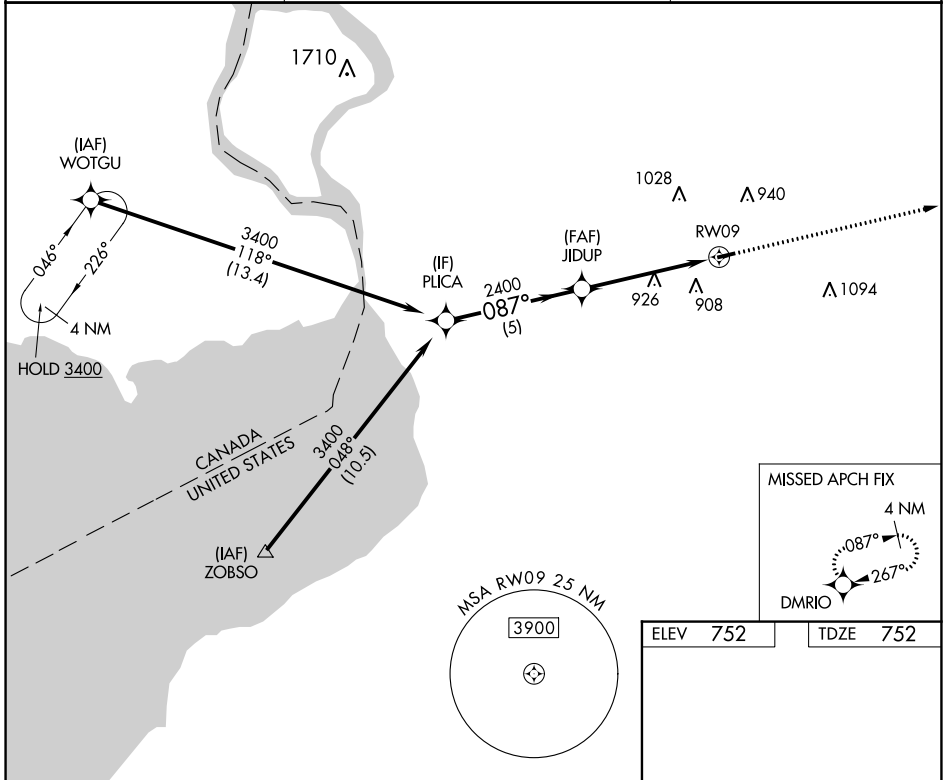 1710
(IAF)
WOTGU
046°
226°
4 NM
HOLD 3400
3400
118°
(13.4)
(IF)
PLICA
2400
087°
(5)
(FAF)
JIDUP
1028
940
RW09
926
908
1094
3400
048°
(10.5)
CANADA
UNITED STATES
(IAF)
ZOBSO
MSA RW09 25 NM
3900
MISSED APCH FIX
4 NM
087°
267°
DMRIO
ELEV 752
TDZE 752